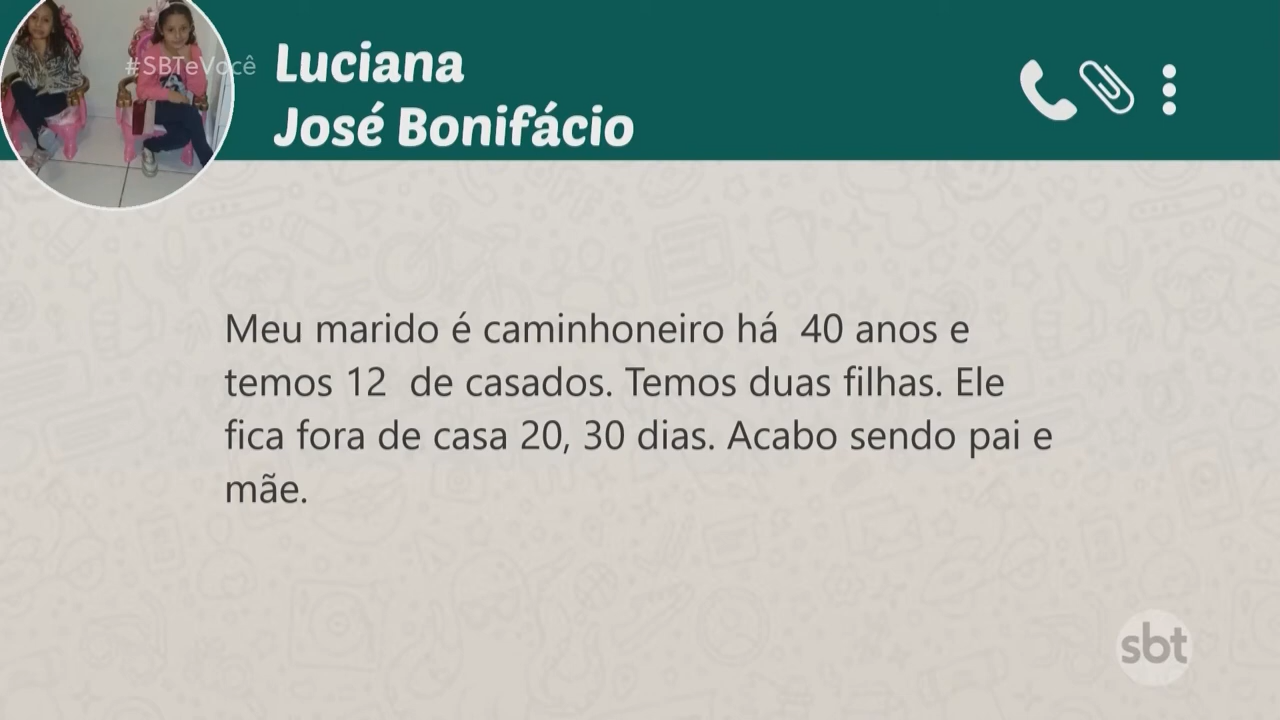 #SBTeVocê
Luciana
José Bonifácio
Meu marido é caminhoneiro há  40 anos e
temos 12  de casados. Temos duas filhas. Ele
fica fora de casa 20, 30 dias. Acabo sendo pai e
mãe.
sbt